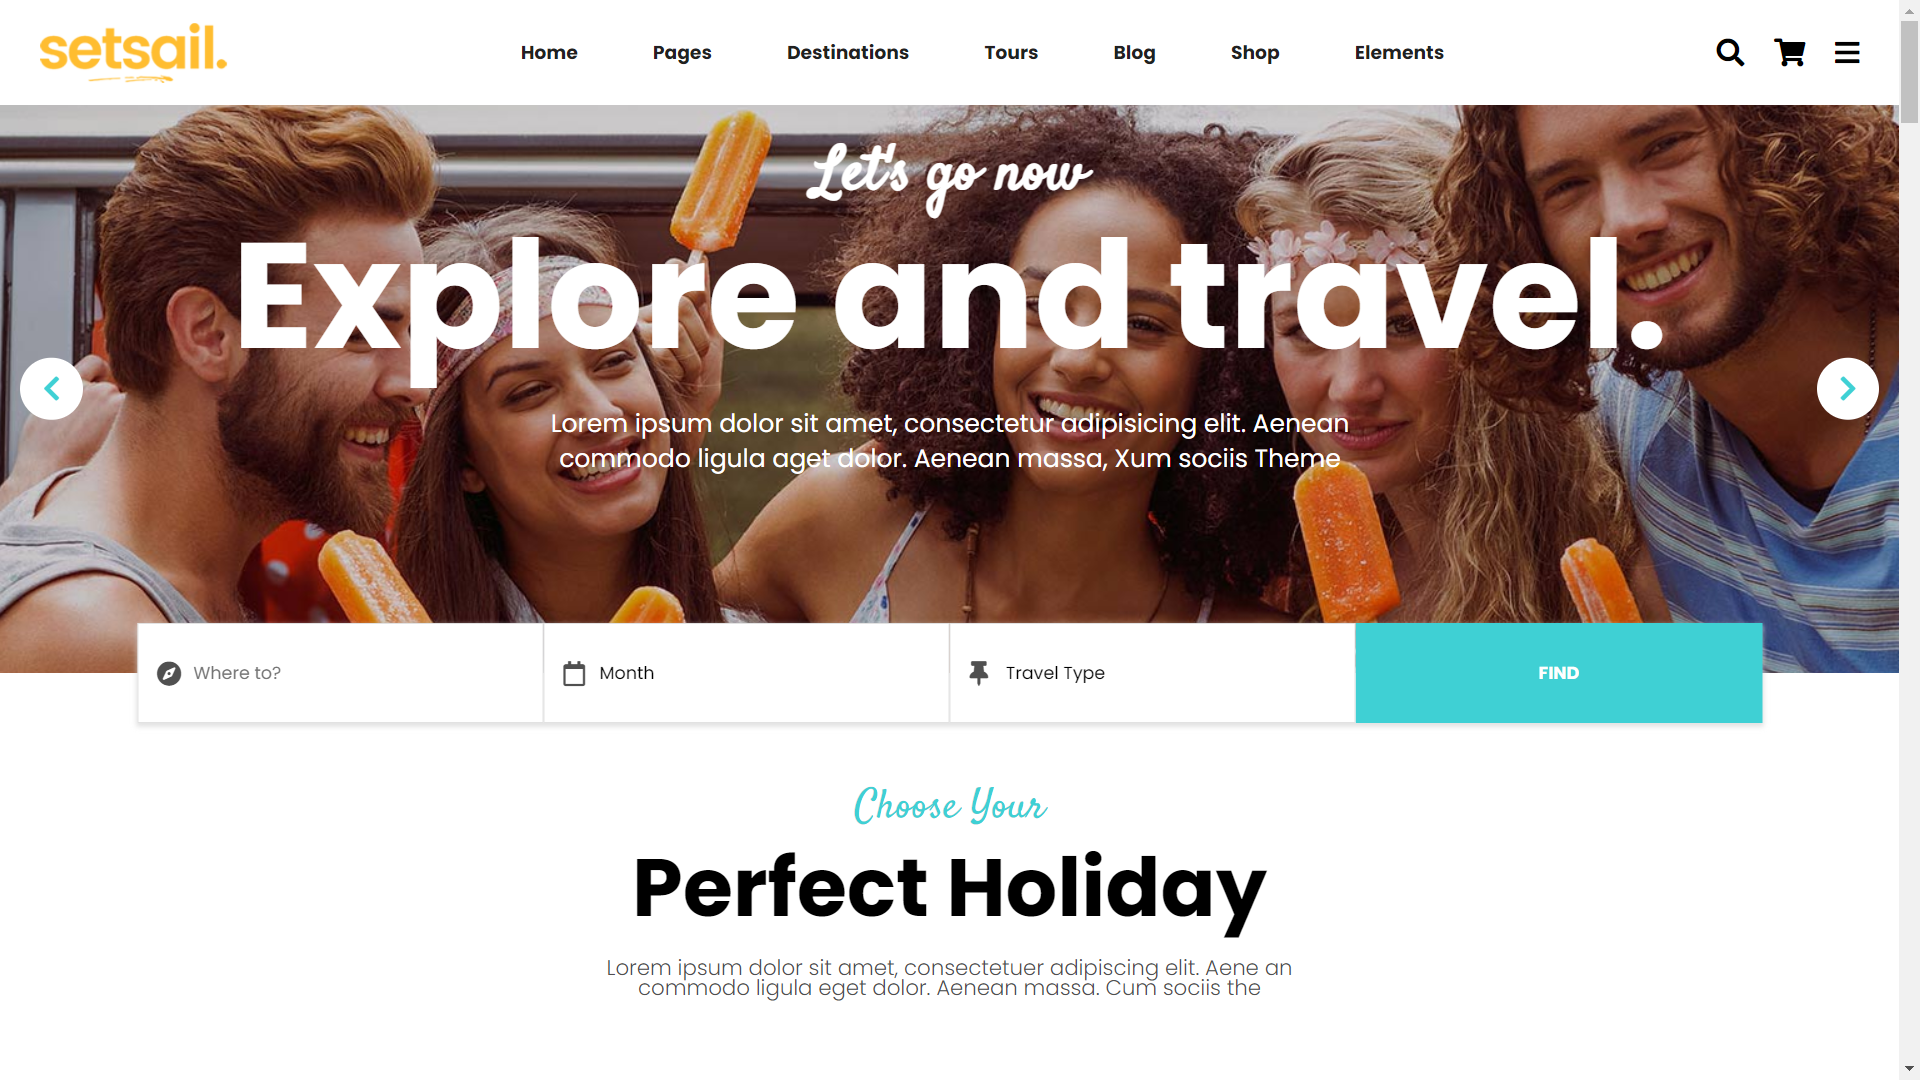 setsail.
Home Pages Destinations Tours Blog Shop Elements
Let's go now
Explore and travel.
Lorem ipsum dolor sit amet, consectetur adipisicing elit. Aenean
commodo ligula aget dolor. Aenean massa, Xum sociis Theme
Where to? Month Travel Type FIND
Choose Your
Perfect Holiday
Lorem ipsum dolor sit amet, consectetuer adipiscing elit. Aene an
commodo ligula eget dolor. Aenean massa. Cum sociis the